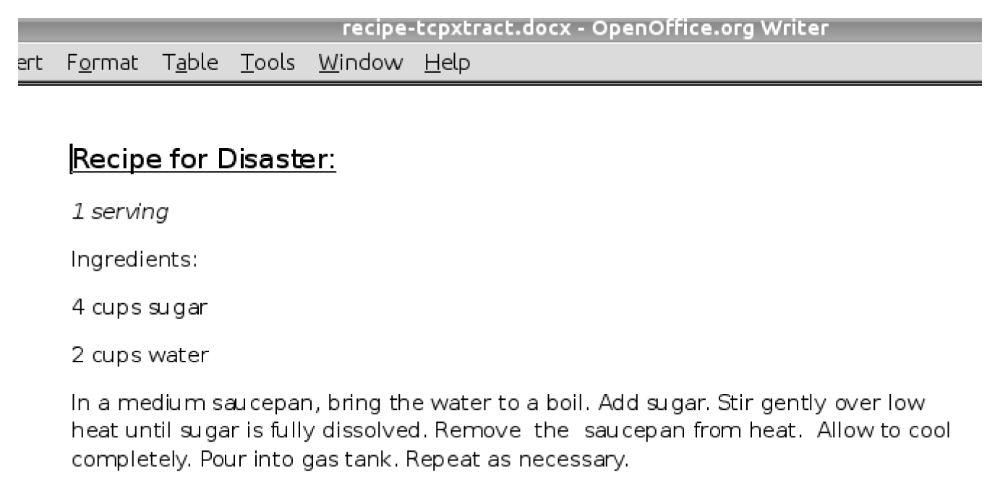 recipe-tcpxtract.docx - OpenOffice.org Writer
ert Format Table Tools Window Help
Recipe for Disaster:
1 serving
Ingredients:
4 cups sugar
2 cups water
In a medium saucepan, bring the water to a boil. Add sugar. Stir gently over low
heat until sugar is fully dissolved. Remove the saucepan from heat. Allow to cool
completely. Pour into gas tank. Repeat as necessary.